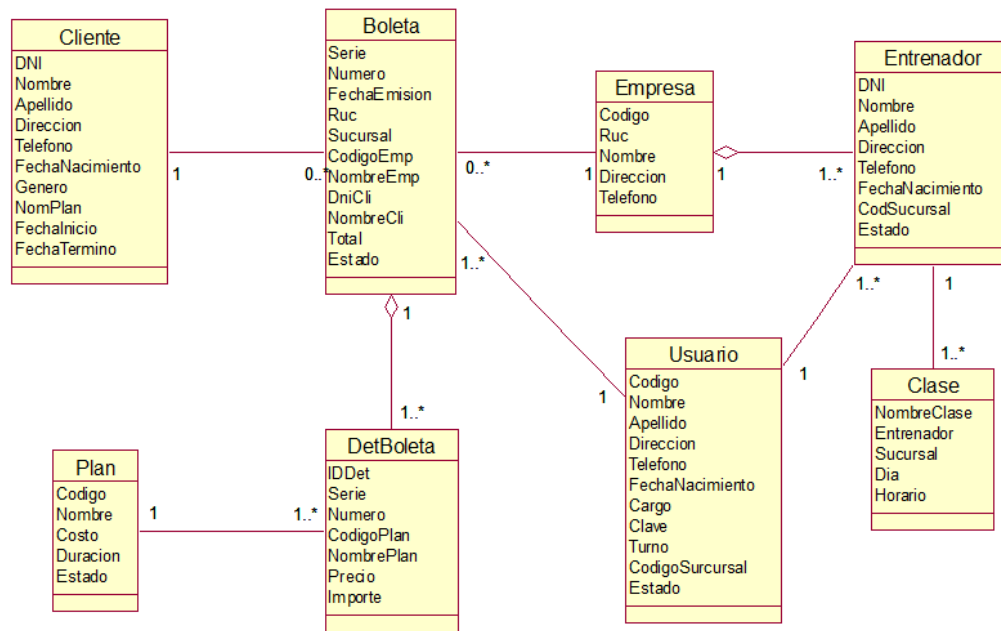 Cliente
DNI
Nombre
Apellido
Direccion
Telefono
FechaNacimiento
Genero
NomPlan
FechaInicio
FechaTermino
1
0..*
Boleta
Serie
Numero
FechaEmision
Ruc
Sucursal
CodigoEmp
NombreEmp
DniCli
NombreCli
Total
Estado
0..*
1
1..*
1
1
1..*
Empresa
Codigo
Ruc
Nombre
Direccion
Telefono
1
1..*
Entrenador
DNI
Nombre
Apellido
Direccion
Telefono
FechaNacimiento
CodSucursal
Estado
1..*
1
1
1..*
Usuario
Codigo
Nombre
Apellido
Direccion
Telefono
FechaNacimiento
Cargo
Clave
Turno
CodigoSurcursal
Estado
Clase
NombreClase
Entrenador
Sucursal
Dia
Horario
Plan
Codigo
Nombre
Costo
Duracion
Estado
1
1..*
DetBoleta
IDDet
Serie
Numero
CodigoPlan
NombrePlan
Precio
Importe